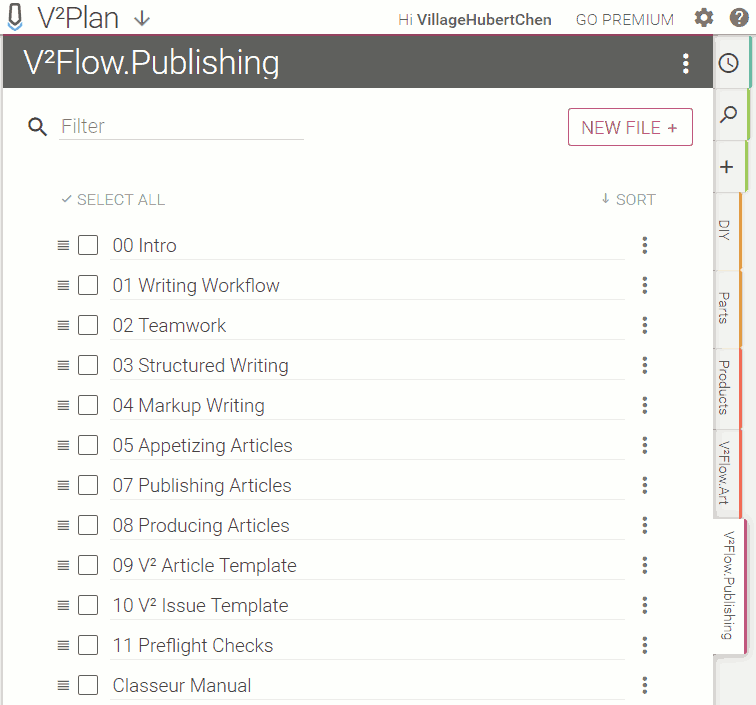 V²Plan
Hi VillageHubertChen GO PREMIUM
V²Flow.Publishing
Filter
NEW FILE +
SELECT ALL
SORT
00 Intro
01 Writing Workflow
02 Teamwork
03 Structured Writing
04 Markup Writing
05 Appetizing Articles
07 Publishing Articles
08 Producing Articles
09 V² Article Template
10 V² Issue Template
11 Preflight Checks
Classeur Manual
DIY
Parts
Products
V²Flow.Art
V²Flow.Publishing